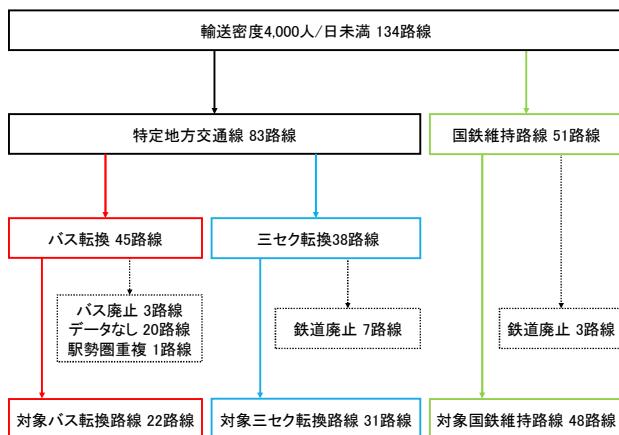 輸送密度4,000人/日未満 134路線
特定地方交通線 83路線
国鉄維持路線 51路線
バス転換 45路線
三セク転換38路線
バス廃止 3路線
データなし 20路線
駅勢圏重複 1路線
鉄道廃止 7路線
鉄道廃止 3路線
対象バス転換路線 22路線
対象三セク転換路線 31路線
対象国鉄維持路線 48路線